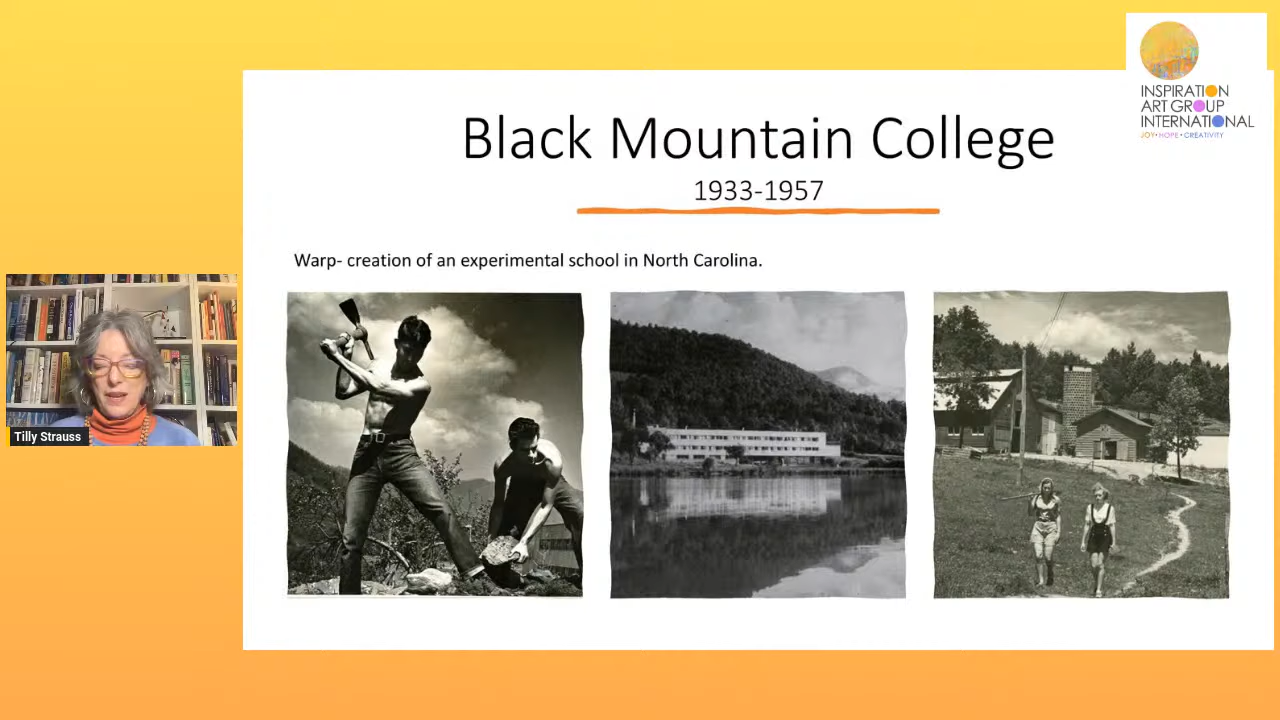 INSPIRATION
ART GROUP
INTERNATIONAL
JOY•HOPE•CREATIVITY
Black Mountain College
1933-1957
Warp- creation of an experimental school in North Carolina.
Tilly Strauss